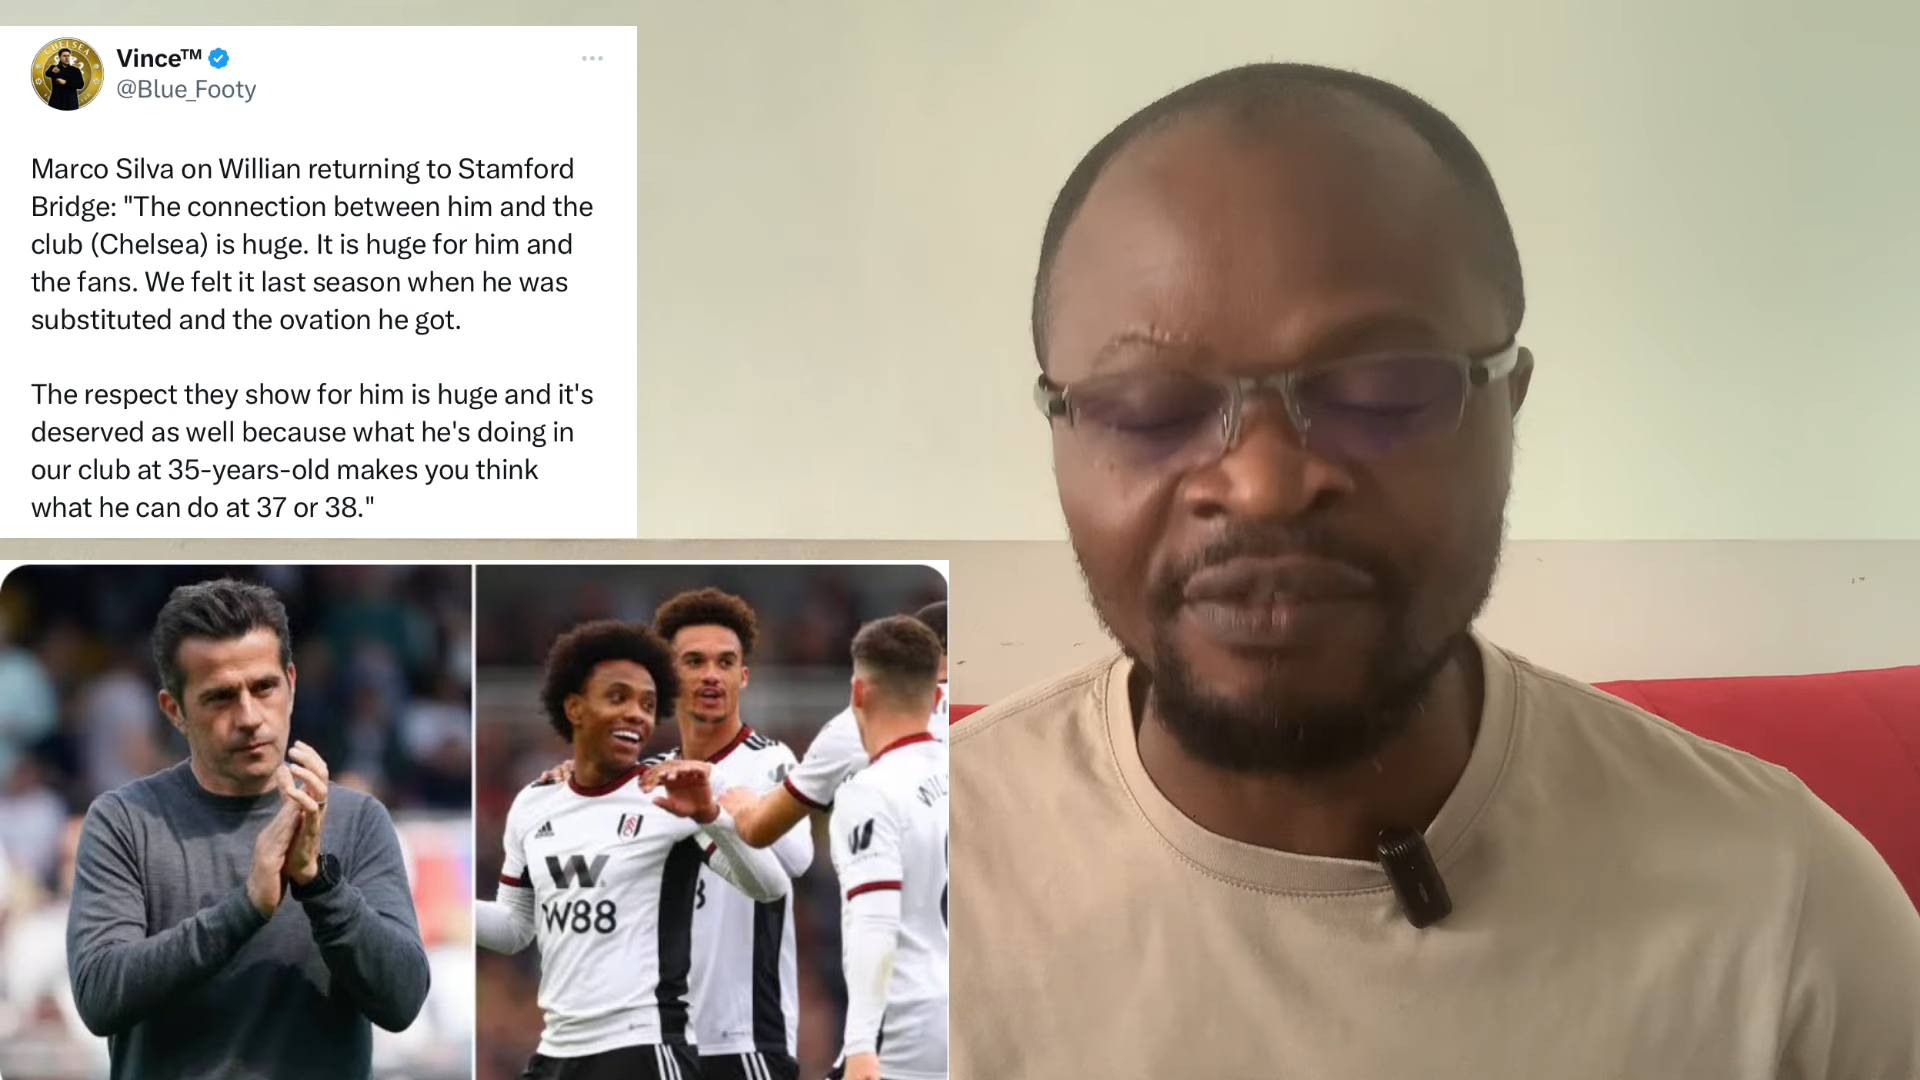 Vince™
@Blue_Footy
Marco Silva on Willian returning to Stamford
Bridge: "The connection between him and the
club (Chelsea) is huge. It is huge for him and
the fans. We felt it last season when he was
substituted and the ovation he got.
The respect they show for him is huge and it's
deserved as well because what he's doing in
our club at 35-years-old makes you think
what he can do at 37 or 38."
W
W88
WIL